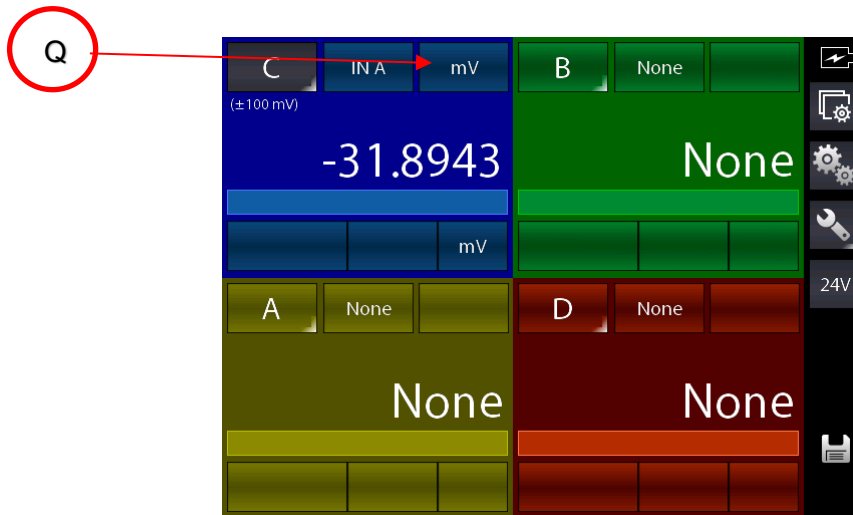 Q
C IN A mV
(±100 mV)
-31.8943
mV
B None
None
A None
None
D None
None
24V